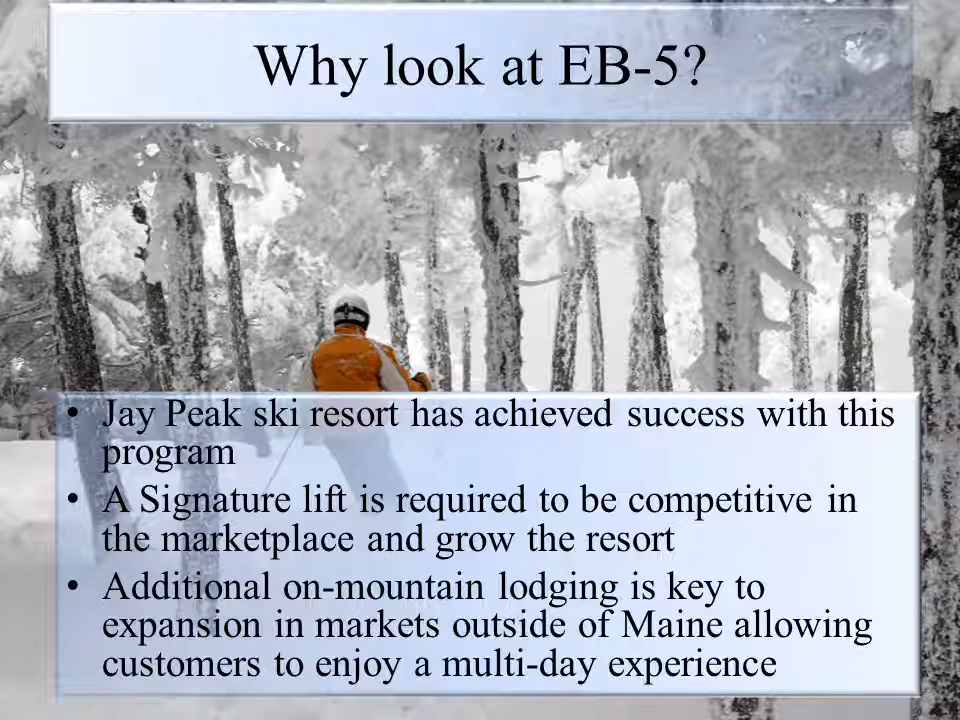 Why look at EB-5?
• Jay Peak ski resort has achieved success with this
program
• A Signature lift is required to be competitive in
the marketplace and grow the resort
• Additional on-mountain lodging is key to
expansion in markets outside of Maine allowing
customers to enjoy a multi-day experience